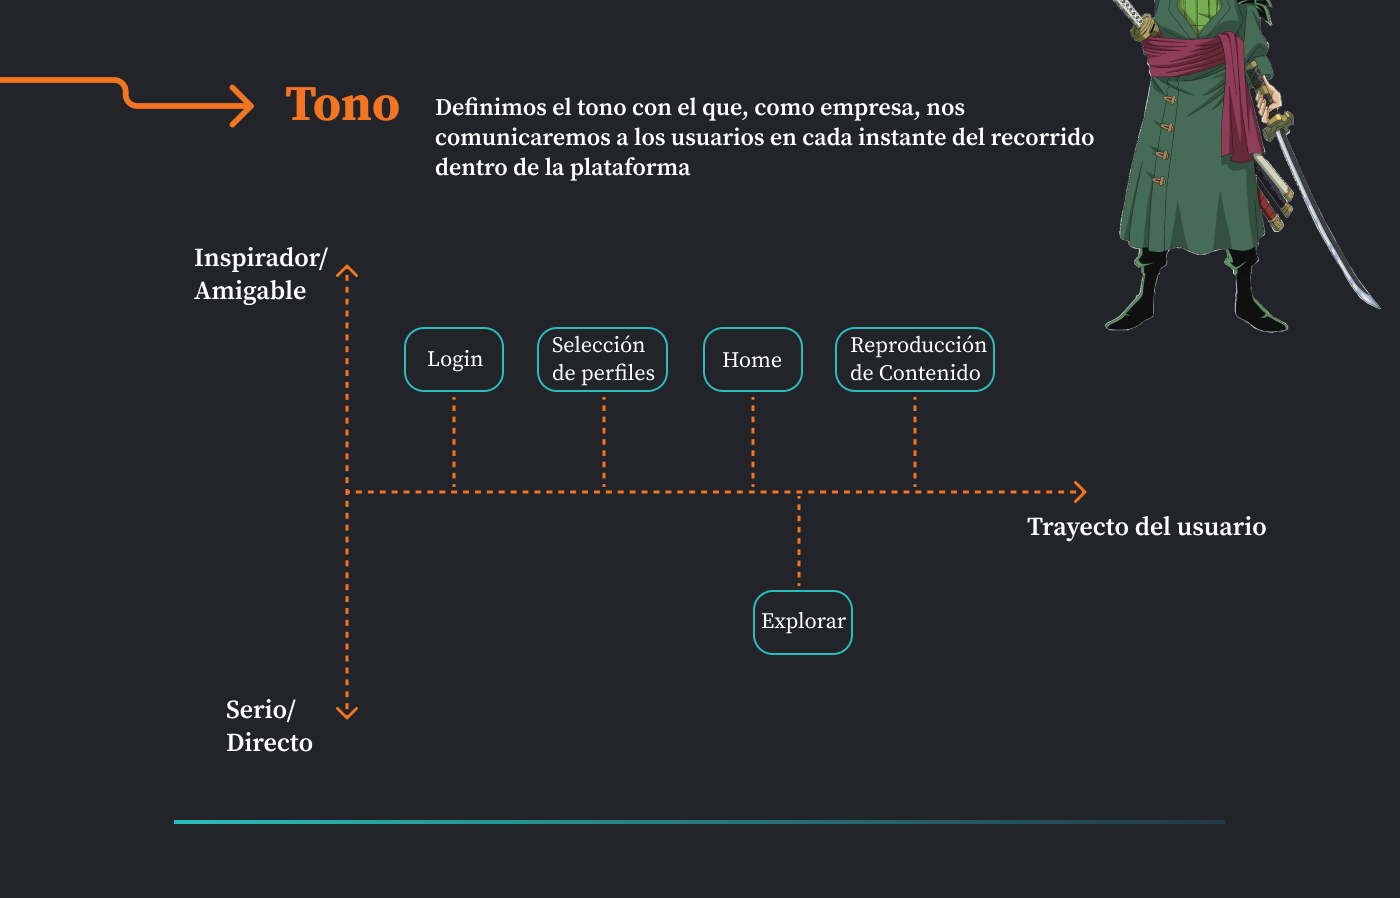 Tono
Definimos el tono con el que, como empresa, nos
comunicaremos a los usuarios en cada instante del recorrido
dentro de la plataforma
Inspirador/
Amigable
Login
Selección
de perfiles
Home
Reproducción
de Contenido
Trayecto del usuario
Explorar
Serio/
Directo